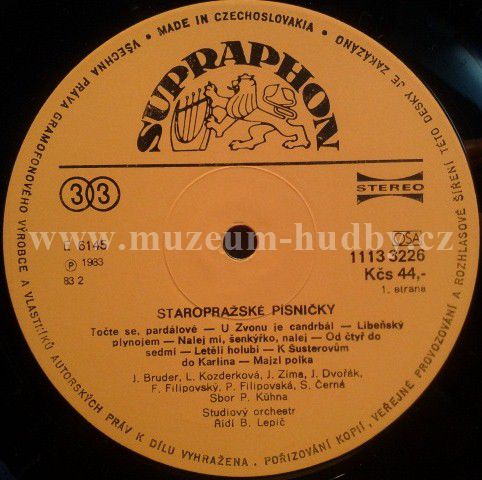 MADE IN CZECHOSLOVAKIA • VŠECHNA PRÁVA GRAMOFONOVÉHO VÝROBCE A VLASTNÍKŮ AUTORSKÝCH PRÁV K DÍLU VYHRAŽENA. POŘIZOVÁNÍ KOPIÍ, VEŘEJNÉ PROVOZOVÁNÍ A ROZHLASOVÉ ŠÍŘENÍ TÉTO DESKY JE ZAKÁZÁNO •
SUPRAPHON
33
STEREO
www.muzeum-hudby.cz
L 6145
Ⓟ 1983
83 2
OSA
1113 3226
Kčs 44,-
1. strana
STAROPRAŽSKÉ PÍSNIČKY
Točte se, pardálové — U Zvonu je candrbál — Libeňský
plynojem — Nalej mi, šenkýřko, nalej — Od čtyř do
sedmi — Letěli holubi — K Šusterovům
do Karlína — Majzl polka
J. Bruder, L. Kozderková, J. Zíma, J. Dvořák,
F. Filipovský, P. Filipovská, S. Černá
Sbor P. Kühna
Studiový orchestr
Řídí B. Lepič